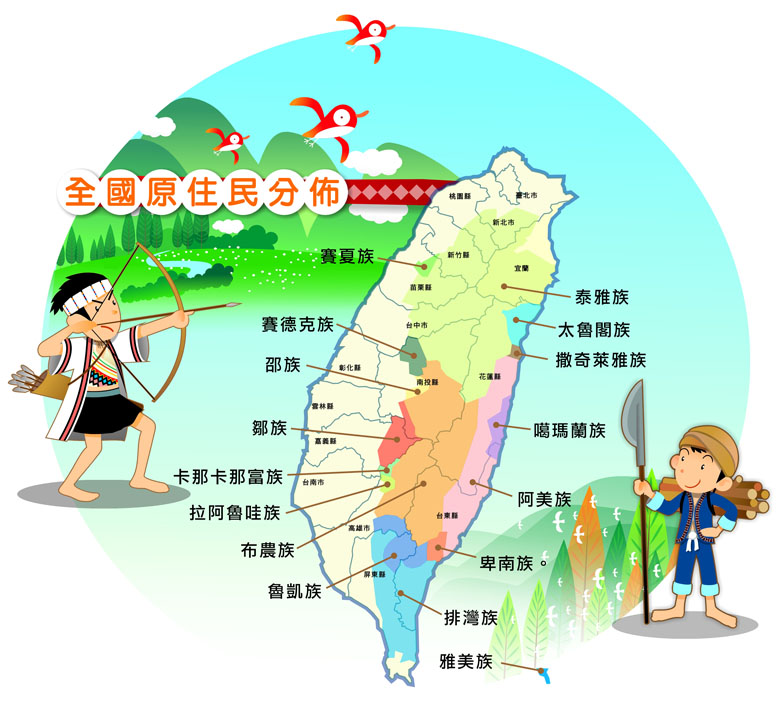 全國原住民分佈
臺北市
桃園縣
新北市
新竹縣
宜蘭
賽夏族
苗栗縣
泰雅族
賽德克族
台中市
太魯閣族
撒奇萊雅族
邵族
彰化縣
南投縣
花蓮縣
雲林縣
鄒族
噶瑪蘭族
嘉義縣
卡那卡那富族
台南市
阿美族
拉阿魯哇族
台東縣
高雄市
布農族
卑南族。
屏東縣
魯凱族
排灣族
雅美族